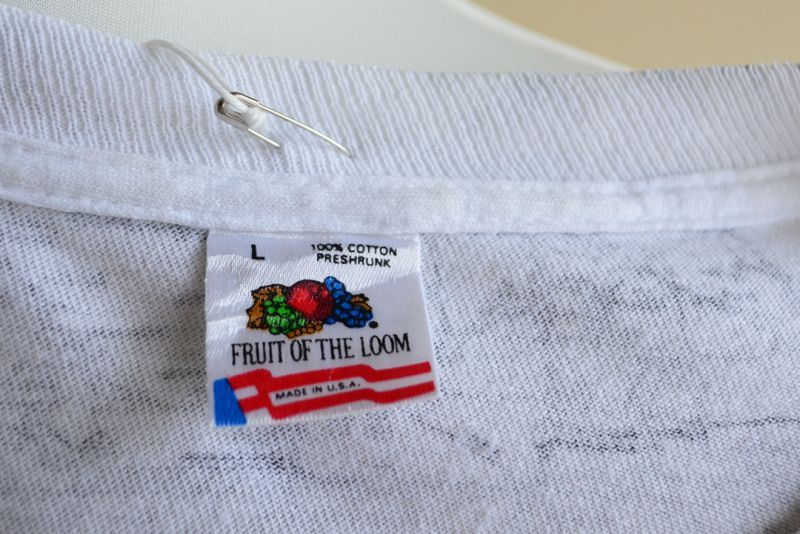 L
100% COTTON
PRESHRUNK
FRUIT OF THE LOOM
MADE IN U.S.A.